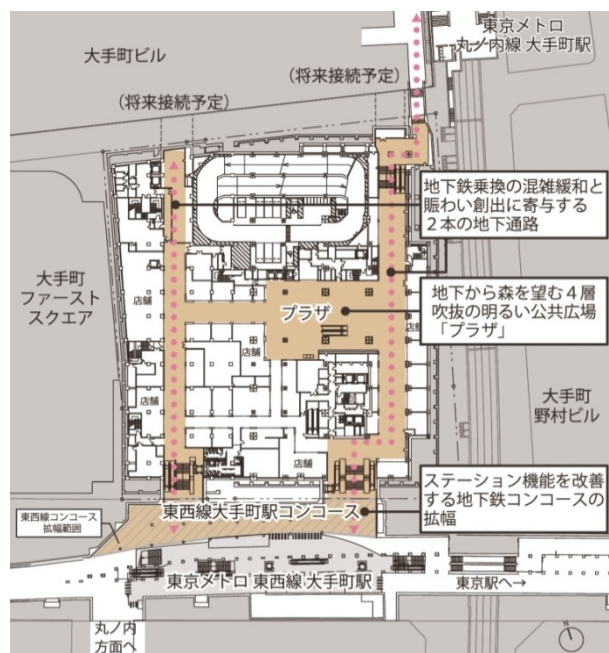 東京メトロ
丸ノ内線 大手町駅
大手町ビル
（将来接続予定）
（将来接続予定）
地下鉄乗換の混雑緩和と
賑わい創出に寄与する
２本の地下通路
大手町
ファースト
スクエア
店舗
プラザ
地下から森を望む４層
吹抜の明るい公共広場
「プラザ」
店舗
店舗
大手町
野村ビル
店舗
ステーション機能を改善
する地下鉄コンコースの
拡幅
東西線大手町駅コンコース
東西線コンコース
拡幅範囲
東京メトロ 東西線 大手町駅
東京駅へ→
丸ノ内
方面へ
N